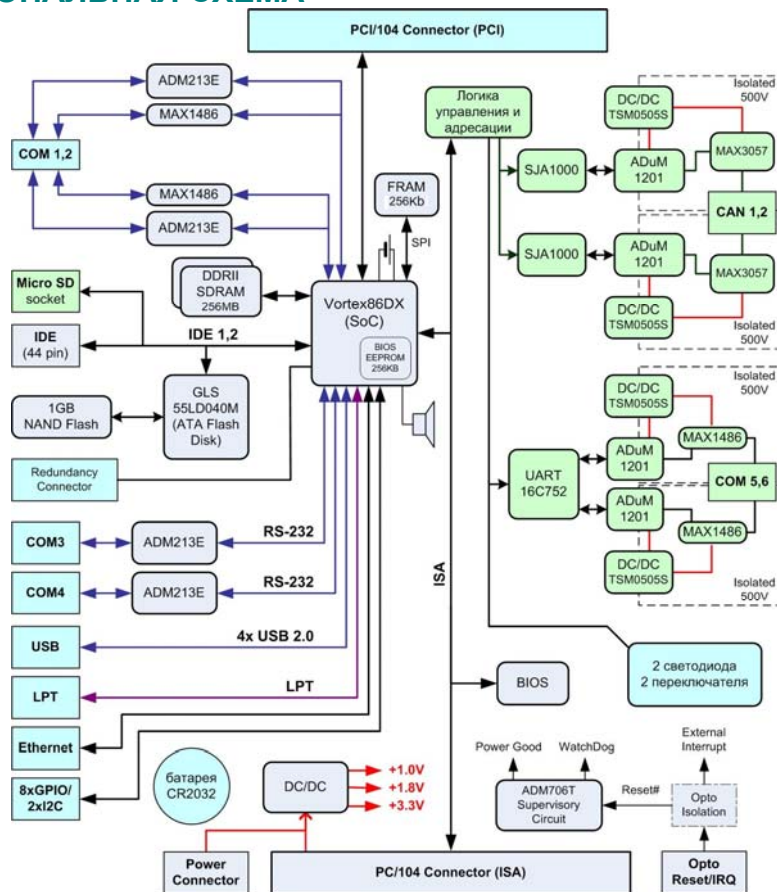 PCI/104 Connector (PCI)
ADM213E
MAX1486
COM 1,2
MAX1486
ADM213E
FRAM
256Kb
SPI
DDRII
SDRAM
256MB
Vortex86DX
(SoC)
BIOS
EEPROM
256KB
Micro SD
socket
IDE
(44 pin)
IDE 1,2
GLS
55LD040M
(ATA Flash
Disk)
1GB
NAND Flash
Redundancy
Connector
COM3
ADM213E
RS-232
COM4
ADM213E
RS-232
USB
4x USB 2.0
LPT
LPT
Ethernet
8xGPIO/
2xI2C
батарея
CR2032
DC/DC
+1.0V
+1.8V
+3.3V
Power
Connector
PC/104 Connector (ISA)
ISA
Логика
управления и
адресации
Isolated
500V
DC/DC
TSM0505S
SJA1000
ADuM
1201
MAX3057
CAN 1,2
SJA1000
ADuM
1201
MAX3057
DC/DC
TSM0505S
Isolated
500V
Isolated
500V
DC/DC
TSM0505S
MAX1486
ADuM
1201
UART
16C752
COM 5,6
ADuM
1201
MAX1486
DC/DC
TSM0505S
Isolated
500V
2 светодиода
2 переключателя
BIOS
Power Good
WatchDog
External
Interrupt
ADM706T
Supervisory
Circuit
Reset#
Opto
Isolation
Opto
Reset/IRQ